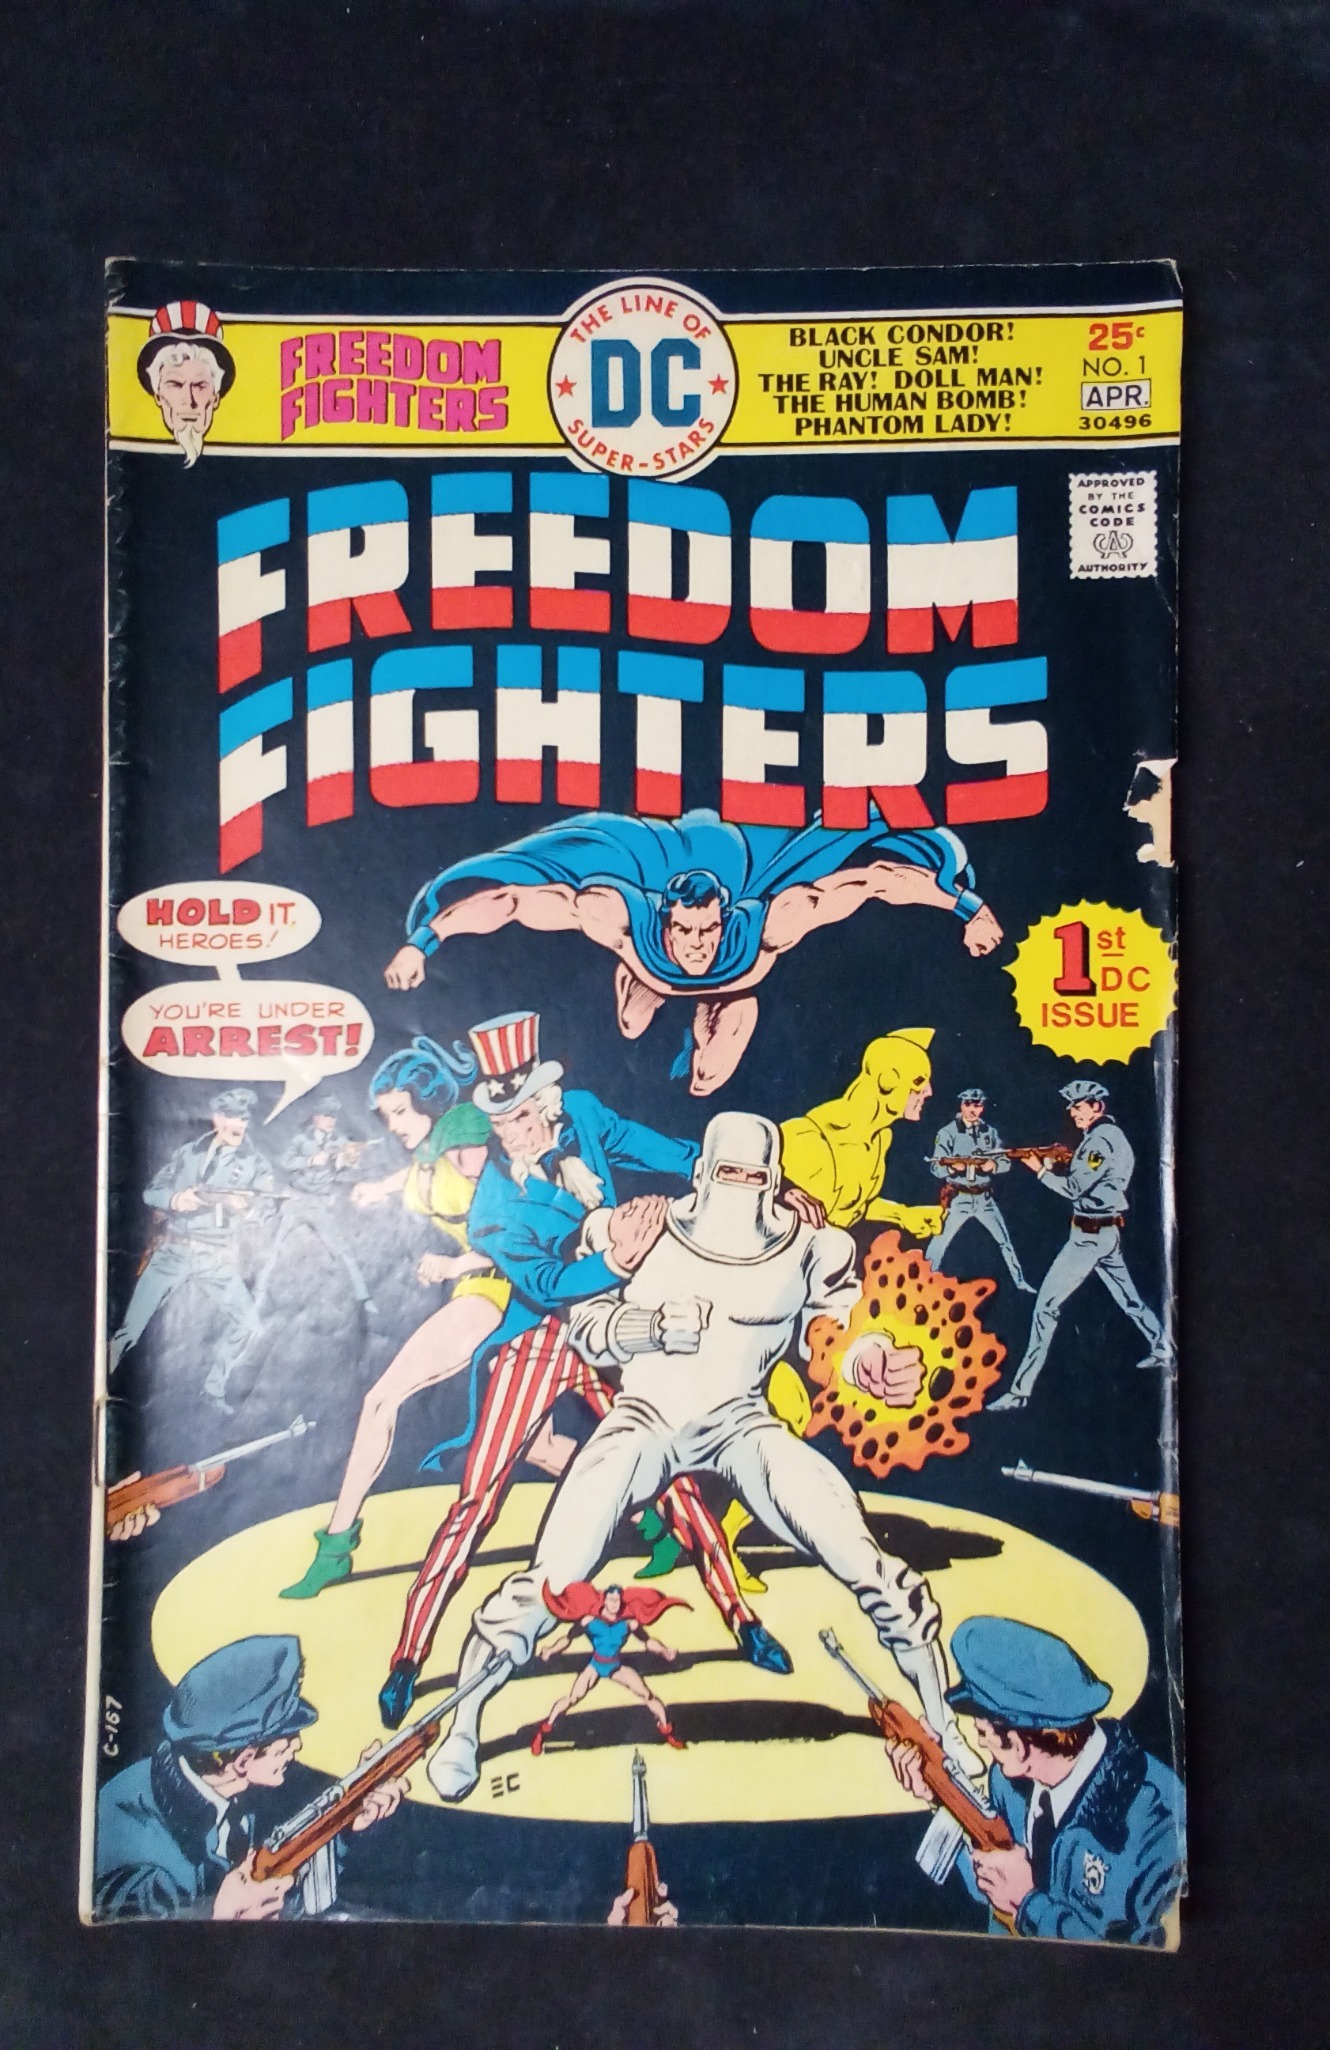 FREEDOM
FIGHTERS
THE LINE OF
DC
SUPER-STARS
BLACK CONDOR!
UNCLE SAM!
THE RAY! DOLL MAN!
THE HUMAN BOMB!
PHANTOM LADY!
25c
NO. 1
APR.
30496
APPROVED
BY THE
COMICS
CODE
AUTHORITY
FREEDOM
FIGHTERS
HOLD IT,
HEROES!
YOU'RE UNDER
ARREST!
1st
DC
ISSUE
C-167
EC